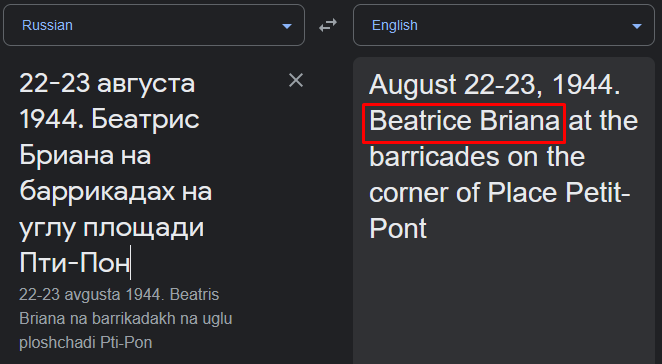 Russian
English
22-23 августа
1944. Беатрис
Бриана на
баррикадах на
углу площади
Пти-Пон
22-23 avgusta 1944. Beatris
Briana na barrikadakh na uglu
ploshchadi Pti-Pon
August 22-23, 1944.
Beatrice Briana at the
barricades on the
corner of Place Petit-
Pont